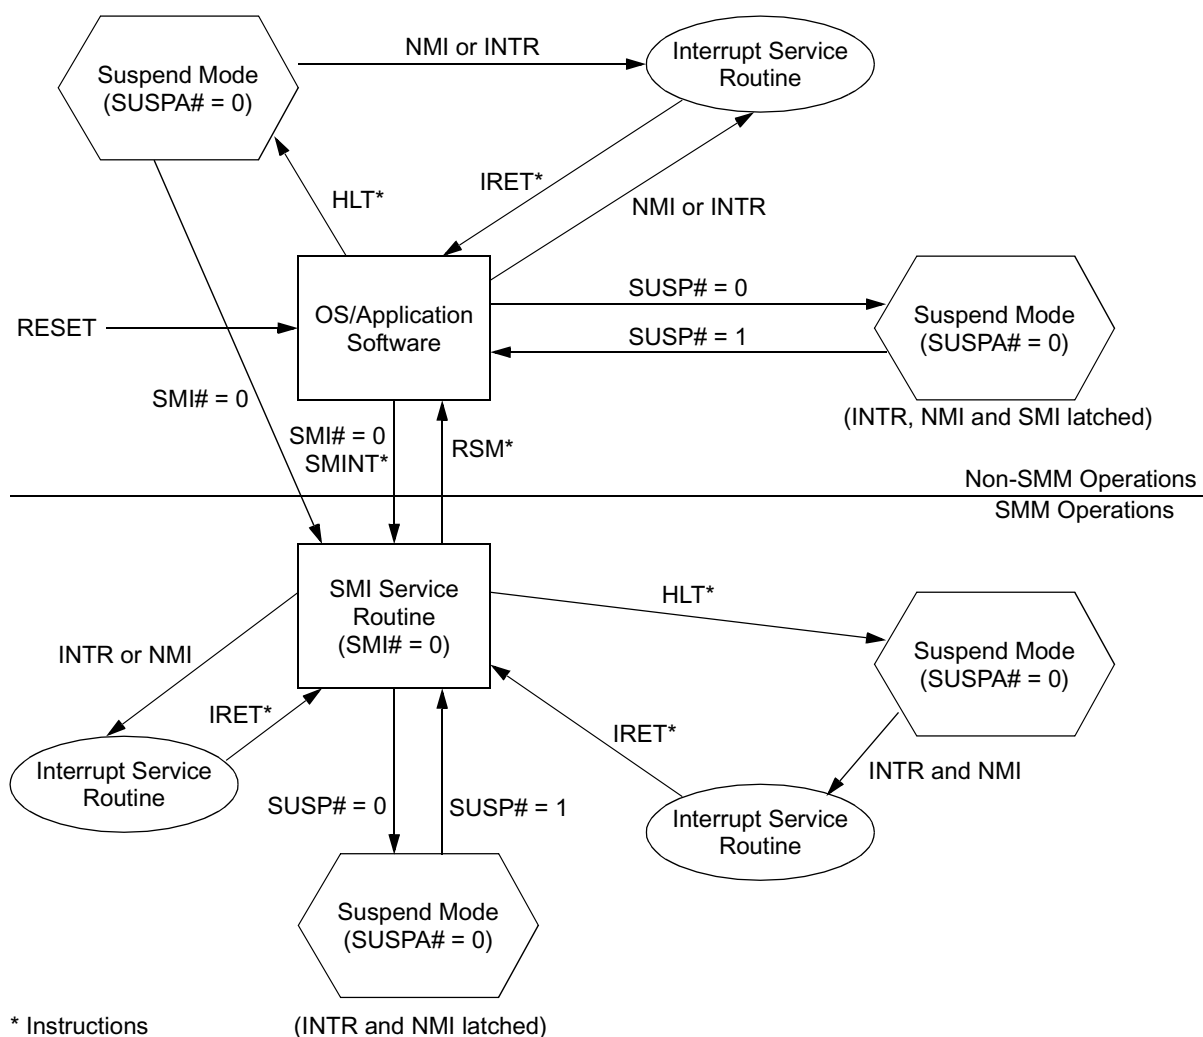 NMI or INTR
Suspend Mode
(SUSPA# = 0)
Interrupt Service
Routine
HLT*
IRET*
NMI or INTR
RESET
OS/Application
Software
SUSP# = 0
SUSP# = 1
Suspend Mode
(SUSPA# = 0)
(INTR, NMI and SMI latched)
SMI# = 0
SMI# = 0
SMINT*
RSM*
Non-SMM Operations
SMM Operations
SMI Service
Routine
(SMI# = 0)
HLT*
Suspend Mode
(SUSPA# = 0)
INTR or NMI
IRET*
IRET*
INTR and NMI
Interrupt Service
Routine
SUSP# = 0
SUSP# = 1
Interrupt Service
Routine
Suspend Mode
(SUSPA# = 0)
* Instructions
(INTR and NMI latched)